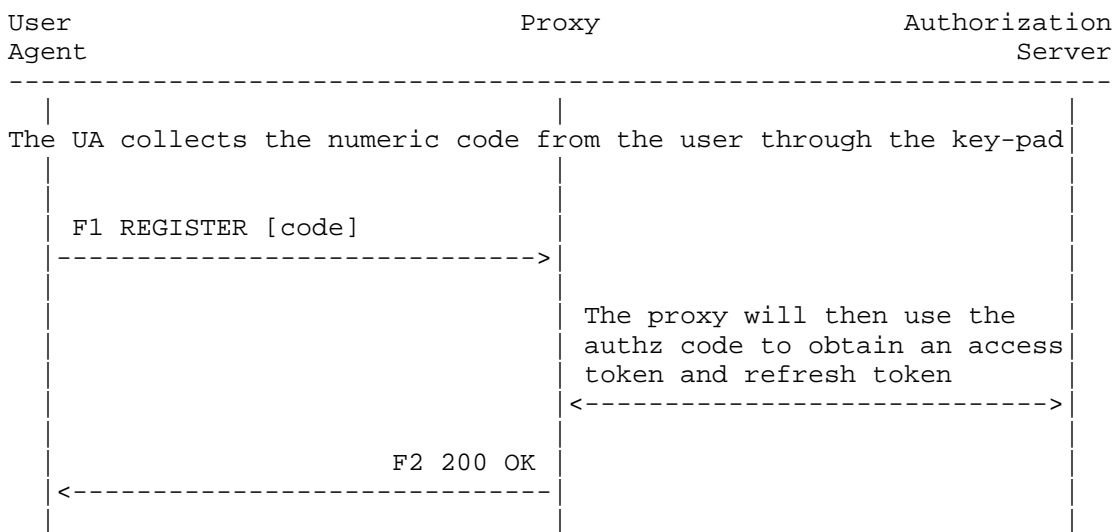 User Proxy Authorization
Agent Server
The UA collects the numeric code from the user through the key-pad
F1 REGISTER [code]
The proxy will then use the
authz code to obtain an access
token and refresh token
F2 200 OK